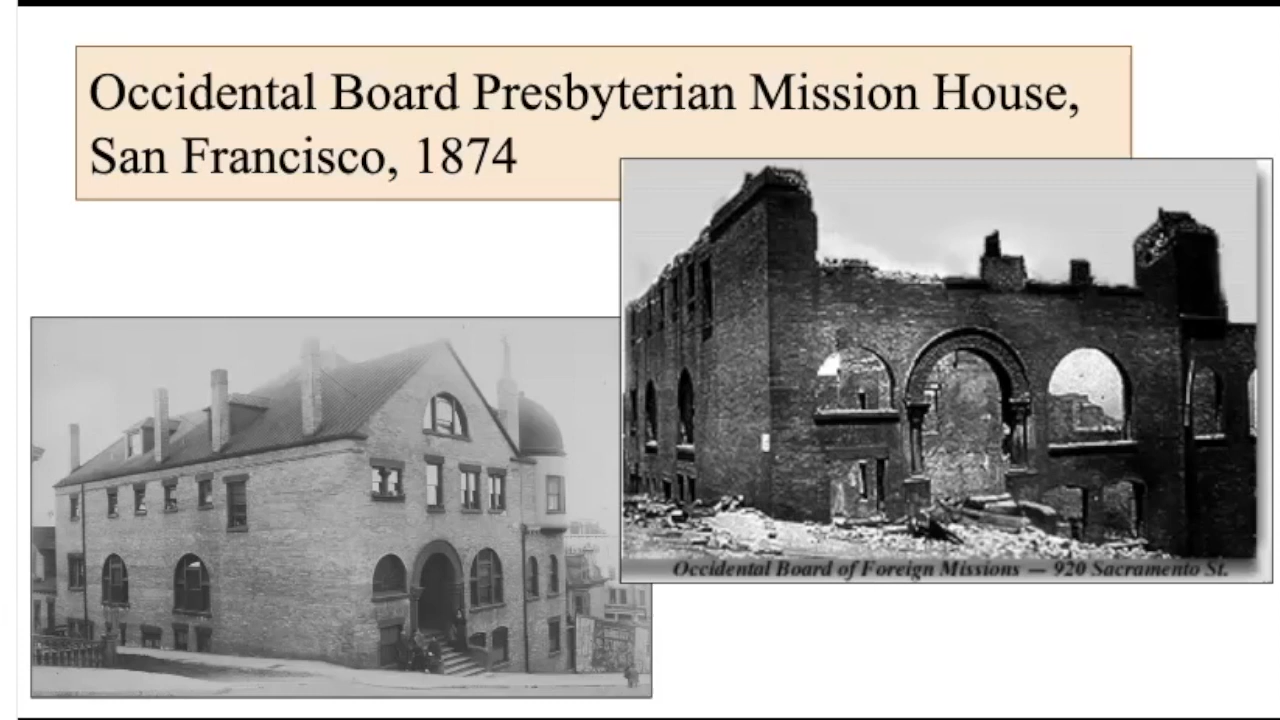 Occidental Board Presbyterian Mission House,
San Francisco, 1874
Occidental Board of Foreign Missions — 920 Sacramento St.